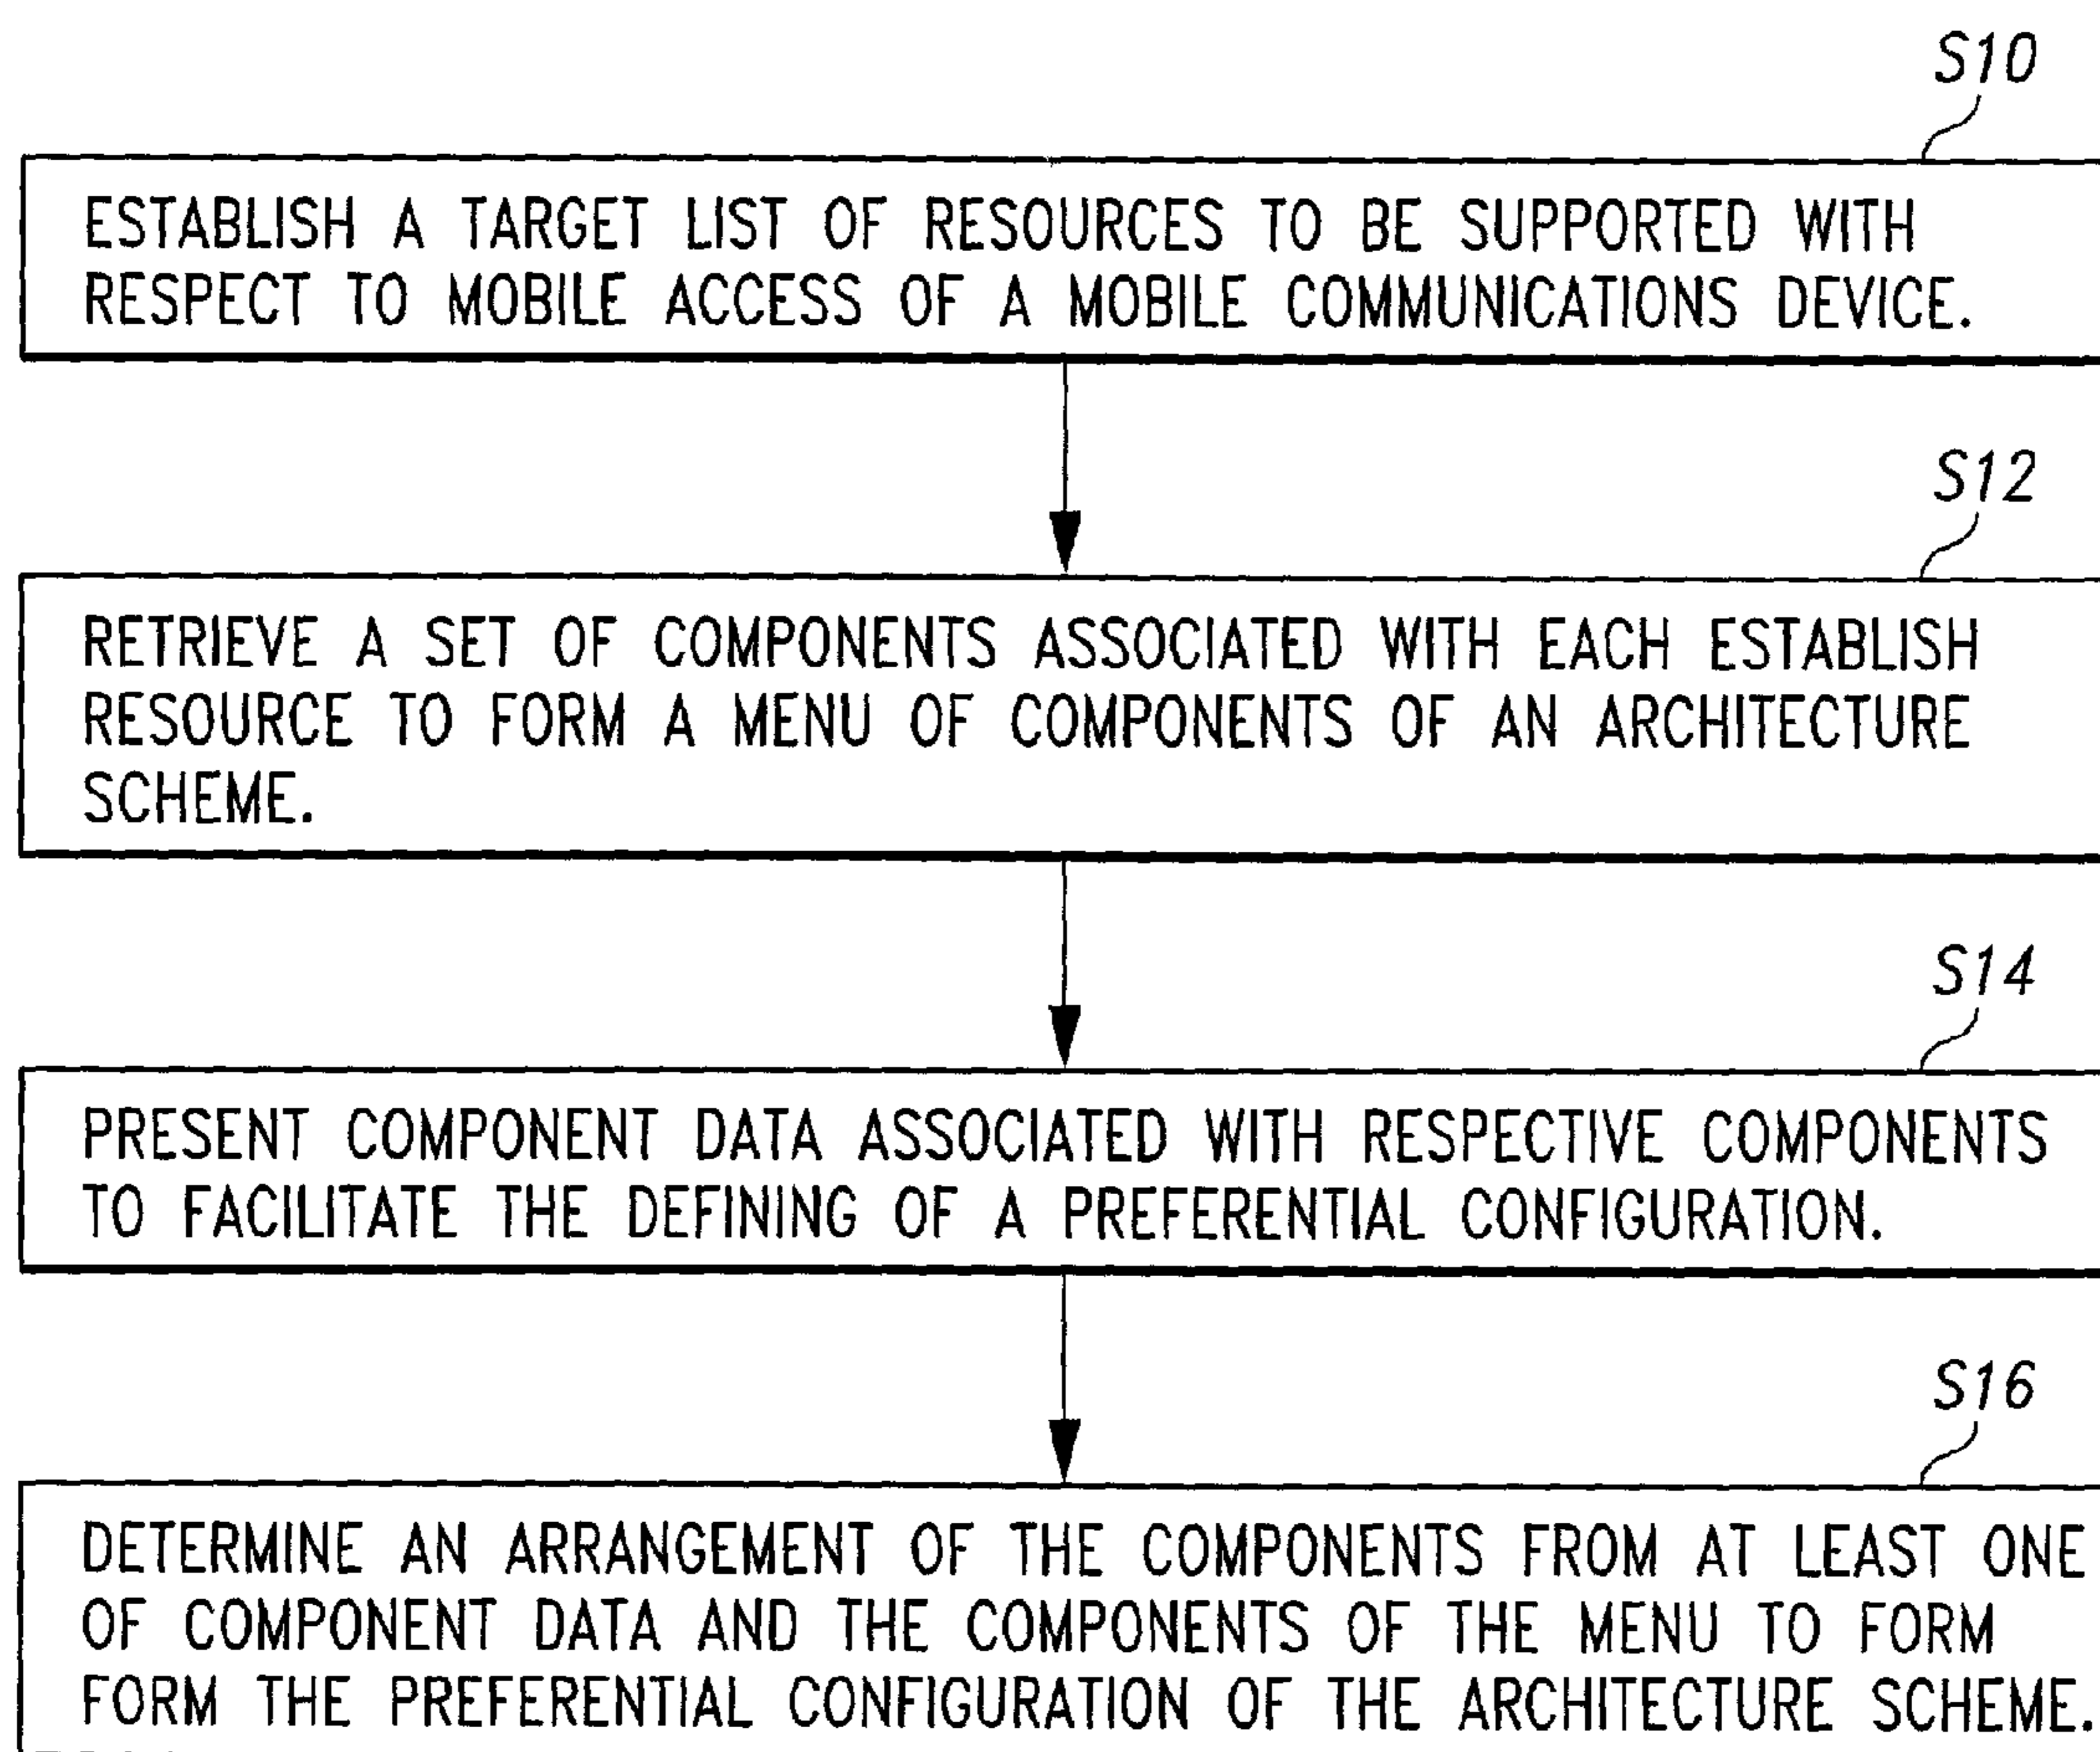 S10
ESTABLISH A TARGET LIST OF RESOURCES TO BE SUPPORTED WITH
RESPECT TO MOBILE ACCESS OF A MOBILE COMMUNICATIONS DEVICE.
S12
RETRIEVE A SET OF COMPONENTS ASSOCIATED WITH EACH ESTABLISH
RESOURCE TO FORM A MENU OF COMPONENTS OF AN ARCHITECTURE
SCHEME.
S14
PRESENT COMPONENT DATA ASSOCIATED WITH RESPECTIVE COMPONENTS
TO FACILITATE THE DEFINING OF A PREFERENTIAL CONFIGURATION.
S16
DETERMINE AN ARRANGEMENT OF THE COMPONENTS FROM AT LEAST ONE
OF COMPONENT DATA AND THE COMPONENTS OF THE MENU TO FORM
FORM THE PREFERENTIAL CONFIGURATION OF THE ARCHITECTURE SCHEME.